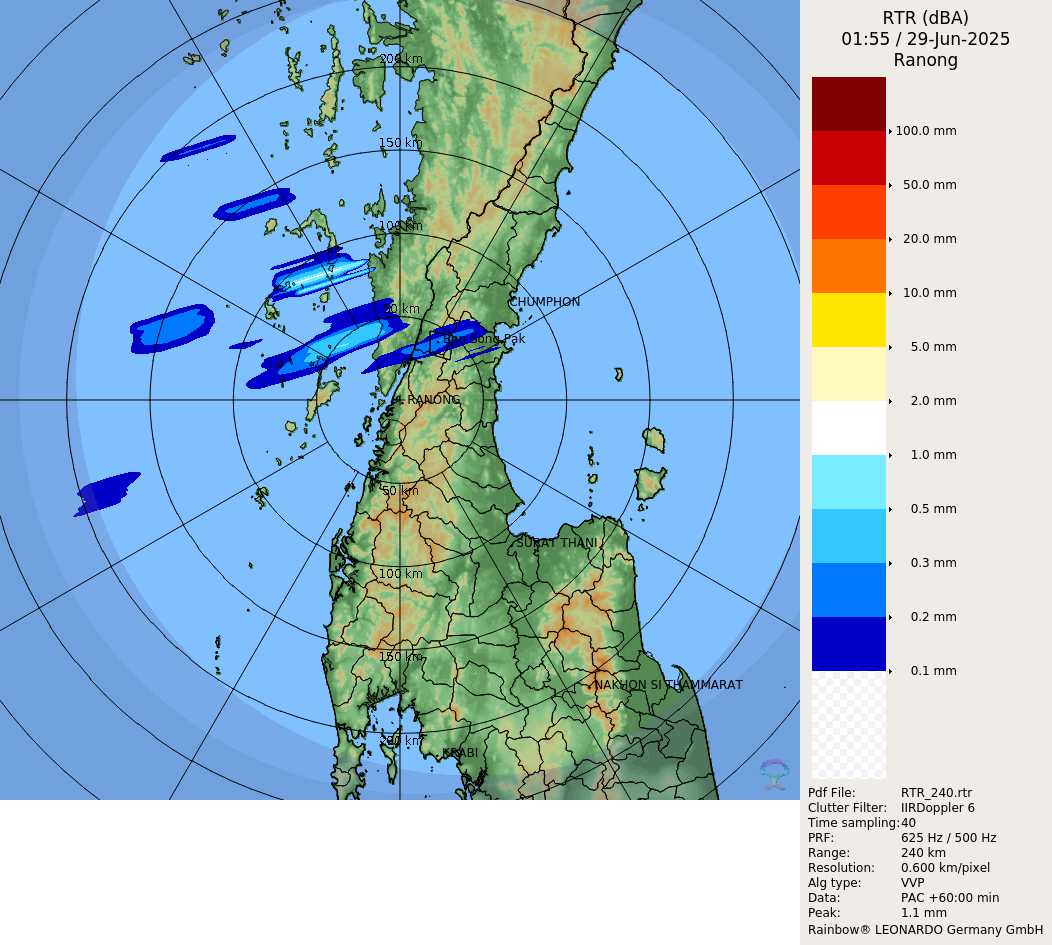 RTR (dBA)
01:55 / 29-Jun-2025
Ranong
200 km
150 km
100 km
50 km
CHUMPHON
Ban Song Pak
RANONG
50 km
SURAT THANI
100 km
150 km
NAKHON SI THAMMARAT
200 km
KRABI
100.0 mm
50.0 mm
20.0 mm
10.0 mm
5.0 mm
2.0 mm
1.0 mm
0.5 mm
0.3 mm
0.2 mm
0.1 mm
Pdf File: RTR_240.rtr
Clutter Filter: IIRDoppler 6
Time sampling:40
PRF: 625 Hz / 500 Hz
Range: 240 km
Resolution: 0.600 km/pixel
Alg type: VVP
Data: PAC +60:00 min
Peak: 1.1 mm
Rainbow® LEONARDO Germany GmbH